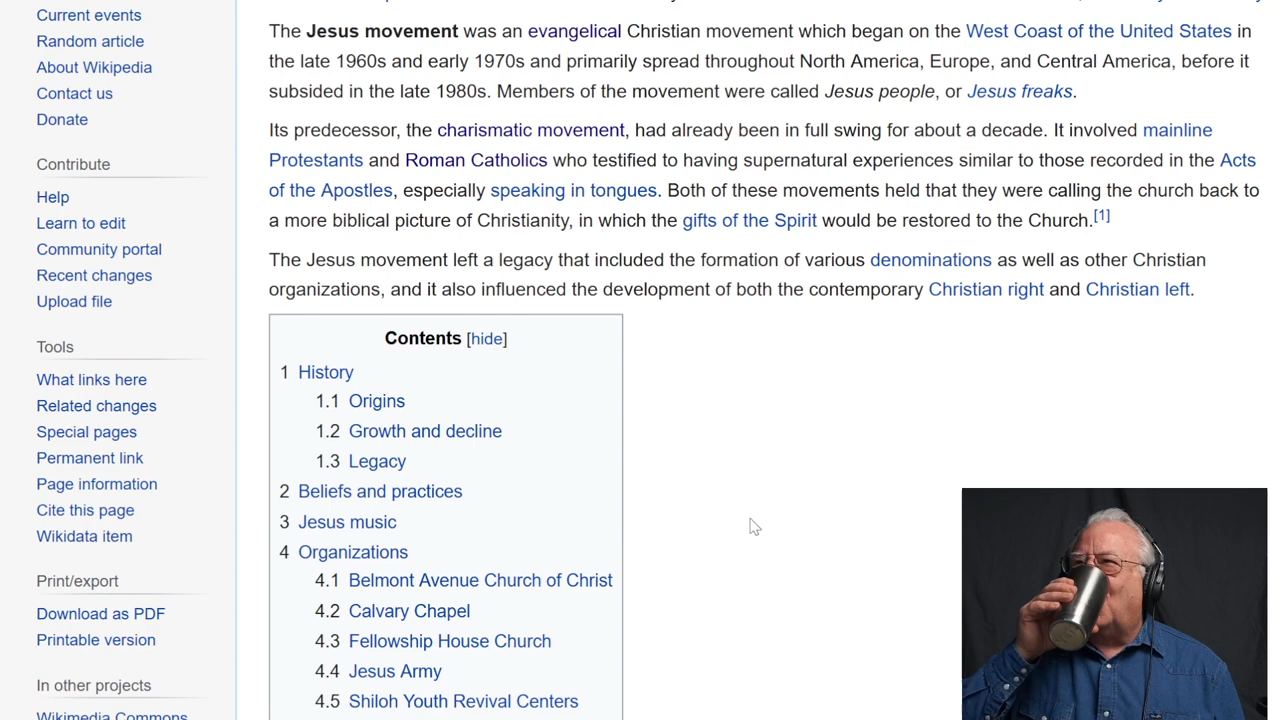 Current events
Random article
About Wikipedia
Contact us
Donate
Contribute
Help
Learn to edit
Community portal
Recent changes
Upload file
Tools
What links here
Related changes
Special pages
Permanent link
Page information
Cite this page
Wikidata item
Print/export
Download as PDF
Printable version
In other projects
Wikimedia Commons
The Jesus movement was an evangelical Christian movement which began on the West Coast of the United States in
the late 1960s and early 1970s and primarily spread throughout North America, Europe, and Central America, before it
subsided in the late 1980s. Members of the movement were called Jesus people, or Jesus freaks.
Its predecessor, the charismatic movement, had already been in full swing for about a decade. It involved mainline
Protestants and Roman Catholics who testified to having supernatural experiences similar to those recorded in the Acts
of the Apostles, especially speaking in tongues. Both of these movements held that they were calling the church back to
a more biblical picture of Christianity, in which the gifts of the Spirit would be restored to the Church.[1]
The Jesus movement left a legacy that included the formation of various denominations as well as other Christian
organizations, and it also influenced the development of both the contemporary Christian right and Christian left.
Contents [hide]
1 History
1.1 Origins
1.2 Growth and decline
1.3 Legacy
2 Beliefs and practices
3 Jesus music
4 Organizations
4.1 Belmont Avenue Church of Christ
4.2 Calvary Chapel
4.3 Fellowship House Church
4.4 Jesus Army
4.5 Shiloh Youth Revival Centers